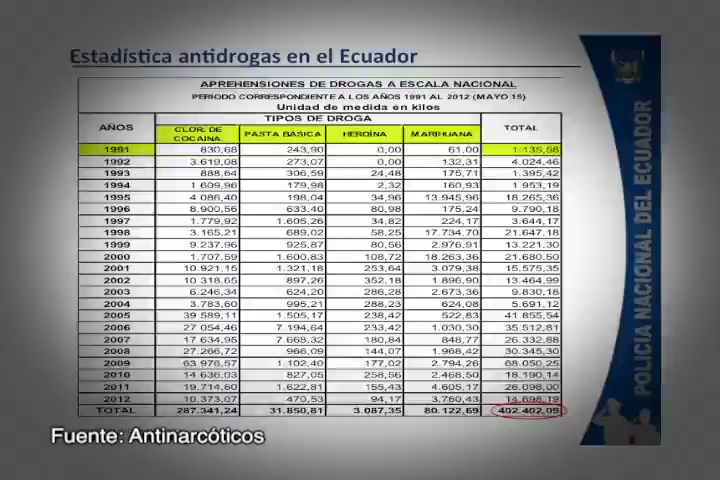 Estadística antidrogas en el Ecuador
APREHENSIONES DE DROGAS A ESCALA NACIONAL
PERIODO CORRESPONDIENTE A LOS AÑOS 1991 AL 2012 (MAYO 15)
Unidad de medida en kilos
AÑOS TIPOS DE DROGA TOTAL
CLOR. DE COCAINA PASTA BASICA HEROÍNA MARIHUANA
1991 830,68 243,90 0,00 61,00 1.135,58
1992 3.619,08 273,07 0,00 132,31 4.024,46
1993 888,64 306,59 24,48 175,71 1.395,42
1994 1.609,96 179,98 2,32 160,93 1.953,19
1995 4.086,40 198,04 34,96 13.945,96 18.265,36
1996 8.900,56 633,40 80,98 175,24 9.790,18
1997 1.779,92 1.605,26 34,82 224,17 3.644,17
1998 3.165,21 689,02 58,25 17.734,70 21.647,18
1999 9.237,96 925,87 80,56 2.976,91 13.221,30
2000 1.707,59 1.600,83 108,72 18.263,36 21.680,50
2001 10.921,15 1.321,18 253,64 3.079,38 15.575,35
2002 10.318,65 897,26 352,18 1.896,90 13.464,99
2003 6.246,34 624,20 286,28 2.673,36 9.830,18
2004 3.783,60 995,21 288,23 624,08 5.691,12
2005 39.589,11 1.505,17 238,42 522,83 41.855,54
2006 27.054,46 7.194,64 233,42 1.030,30 35.512,81
2007 17.634,95 7.668,32 180,84 848,77 26.332,88
2008 27.266,72 966,09 144,07 1.968,42 30.345,30
2009 63.976,57 1.102,40 177,02 2.794,26 68.050,25
2010 14.636,03 827,05 258,56 2.468,50 18.190,14
2011 19.714,60 1.622,81 155,43 4.605,17 26.098,00
2012 10.373,07 470,53 94,17 3.760,43 14.698,19
TOTAL 287.341,24 31.850,81 3.087,35 80.122,69 402.402,09
POLICIA NACIONAL DEL ECUADOR
Fuente: Antinarcóticos